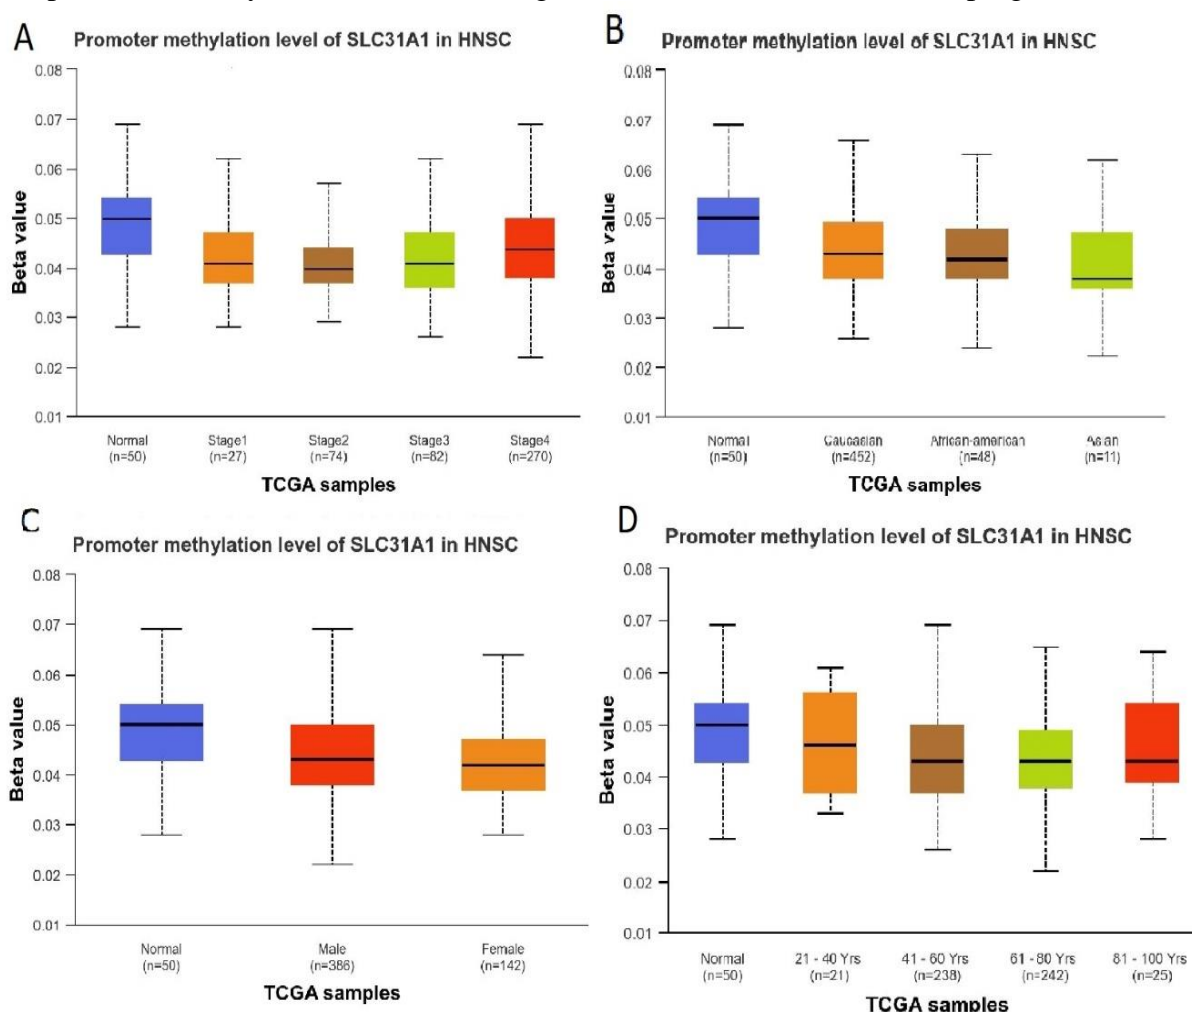 A
Promoter methylation level of SLC31A1 in HNSC
0.08
0.07
0.06
0.05
0.04
0.03
0.02
0.01
Beta value
Normal Stage1 Stage2 Stage3 Stage4
(n=50) (n=27) (n=74) (n=82) (n=270)
TCGA samples
B
Promoter methylation level of SLC31A1 in HNSC
0.08
0.07
0.06
0.05
0.04
0.03
0.02
0.01
Beta value
Normal Caucasian African-american Asian
(n=50) (n=452) (n=48) (n=11)
TCGA samples
C
Promoter methylation level of SLC31A1 in HNSC
0.08
0.07
0.06
0.05
0.04
0.03
0.02
0.01
Beta value
Normal Male Female
(n=50) (n=386) (n=142)
TCGA samples
D
Promoter methylation level of SLC31A1 in HNSC
0.08
0.07
0.06
0.05
0.04
0.03
0.02
0.01
Beta value
Normal 21 - 40 Yrs 41 - 60 Yrs 61 - 80 Yrs 81 - 100 Yrs
(n=50) (n=21) (n=238) (n=242) (n=25)
TCGA samples